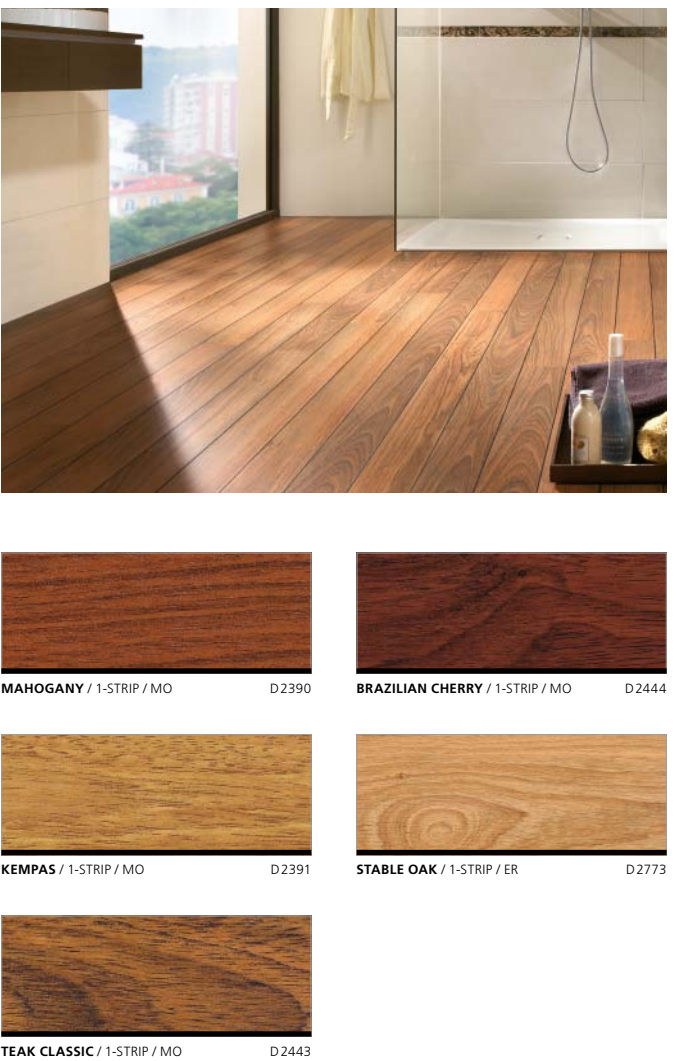 MAHOGANY / 1-STRIP / MO D2390
BRAZILIAN CHERRY / 1-STRIP / MO D2444
KEMPAS / 1-STRIP / MO D2391
STABLE OAK / 1-STRIP / ER D2773
TEAK CLASSIC / 1-STRIP / MO D2443